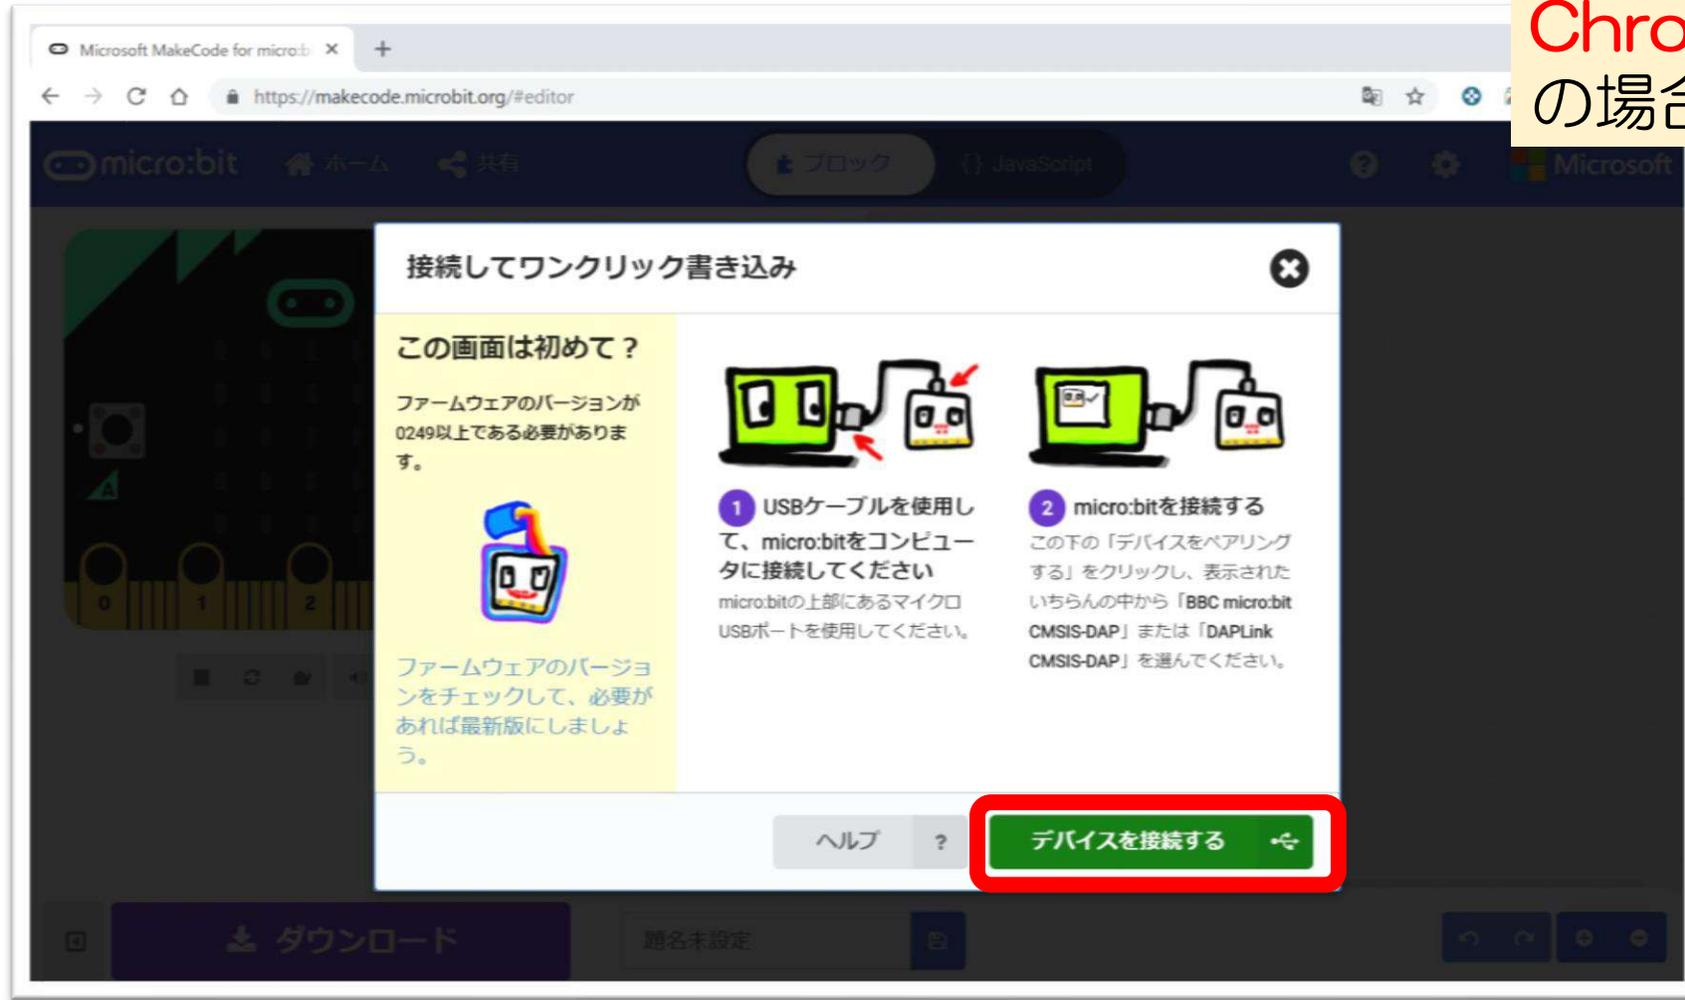 Chro
の場合
Microsoft MakeCode for micro:b
https://makecode.microbit.org/#editor
micro:bit
ホーム
共有
ブロック
{} JavaScript
Microsoft
接続してワンクリック書き込み
この画面は初めて？
ファームウェアのバージョンが
0249以上である必要がありま
す。
ファームウェアのバージョ
ンをチェックして、必要が
あれば最新版にしましょ
う。
1 USBケーブルを使用し
て、micro:bitをコンピュー
タに接続してください
micro:bitの上部にあるマイクロ
USBポートを使用してください。
2 micro:bitを接続する
この下の「デバイスをペアリング
する」をクリックし、表示された
いちらんの中から「BBC micro:bit
CMSIS-DAP」または「DAPLink
CMSIS-DAP」を選んでください。
A
0 1 2
ヘルプ ?
デバイスを接続する
ダウンロード
題名未設定